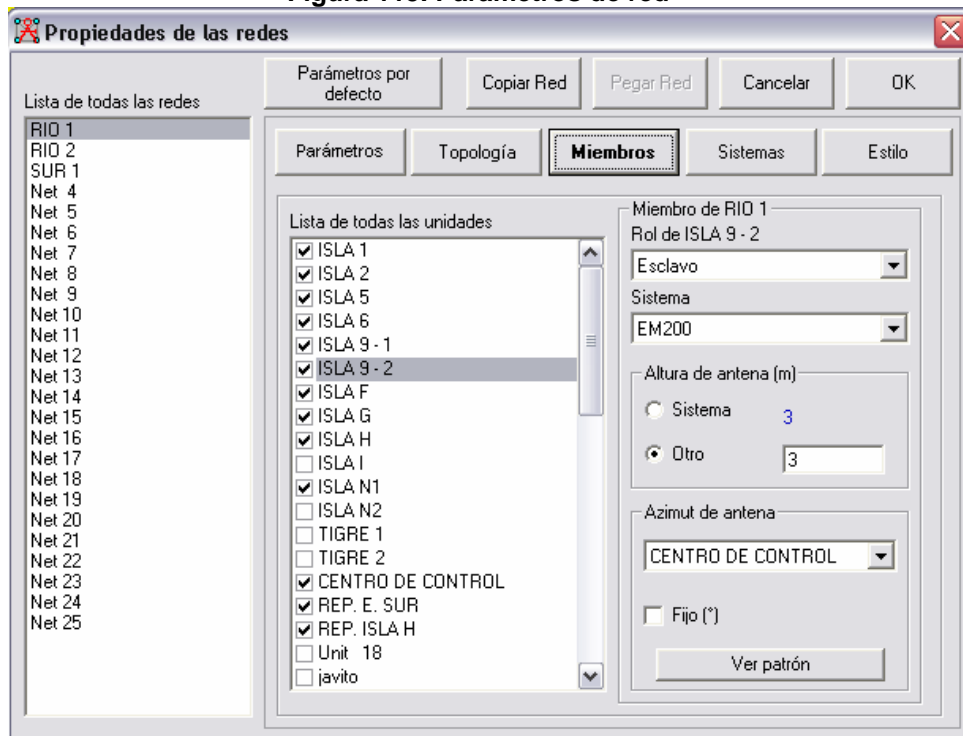 Propiedades de las redes
Lista de todas las redes
Parámetros por
defecto
Copiar Red
Pegar Red
Cancelar
OK
RIO 1
RIO 2
SUR 1
Net 4
Net 5
Net 6
Net 7
Net 8
Net 9
Net 10
Net 11
Net 12
Net 13
Net 14
Net 15
Net 16
Net 17
Net 18
Net 19
Net 20
Net 21
Net 22
Net 23
Net 24
Net 25
Parámetros
Topología
Miembros
Sistemas
Estilo
Lista de todas las unidades
ISLA 1
ISLA 2
ISLA 5
ISLA 6
ISLA 9 - 1
ISLA 9 - 2
ISLA F
ISLA G
ISLA H
ISLA I
ISLA N1
ISLA N2
TIGRE 1
TIGRE 2
CENTRO DE CONTROL
REP. E. SUR
REP. ISLA H
Unit 18
javito
Miembro de RIO 1
Rol de ISLA 9 - 2
Esclavo
Sistema
EM200
Altura de antena (m)
Sistema 3
Otro 3
Azimut de antena
CENTRO DE CONTROL
Fijo (°)
Ver patrón